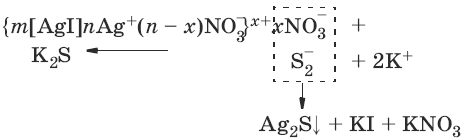 {m[AgI]nAg⁺(n − x)NO₃⁻}ˣ⁺xNO₃⁻ +
K₂S ← S₂⁻ + 2K⁺
Ag₂S↓ + KI + KNO₃